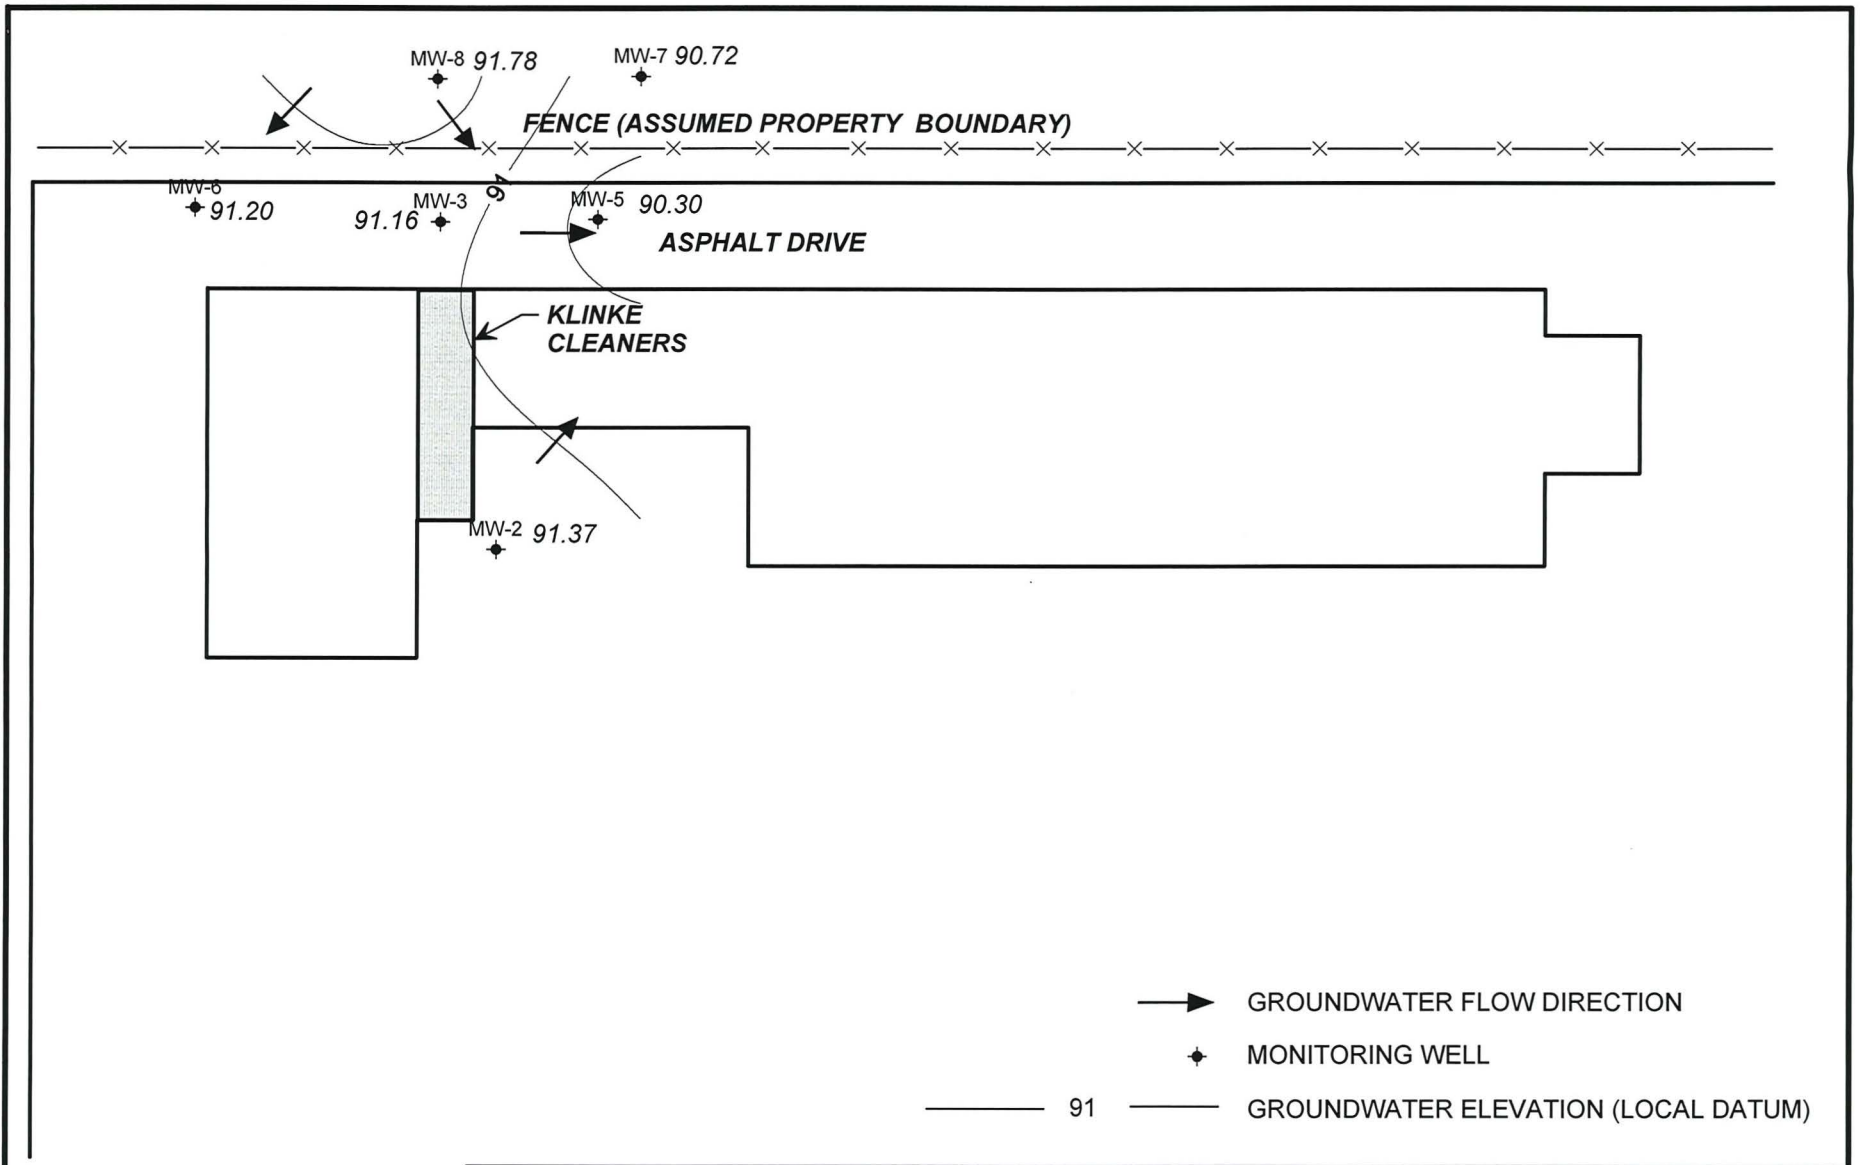 MW-8 91.78
MW-7 90.72
FENCE (ASSUMED PROPERTY BOUNDARY)
MW-6
91.20
MW-3
91.16
91
MW-5
90.30
ASPHALT DRIVE
KLINKE
CLEANERS
MW-2 91.37
GROUNDWATER FLOW DIRECTION
MONITORING WELL
91
GROUNDWATER ELEVATION (LOCAL DATUM)